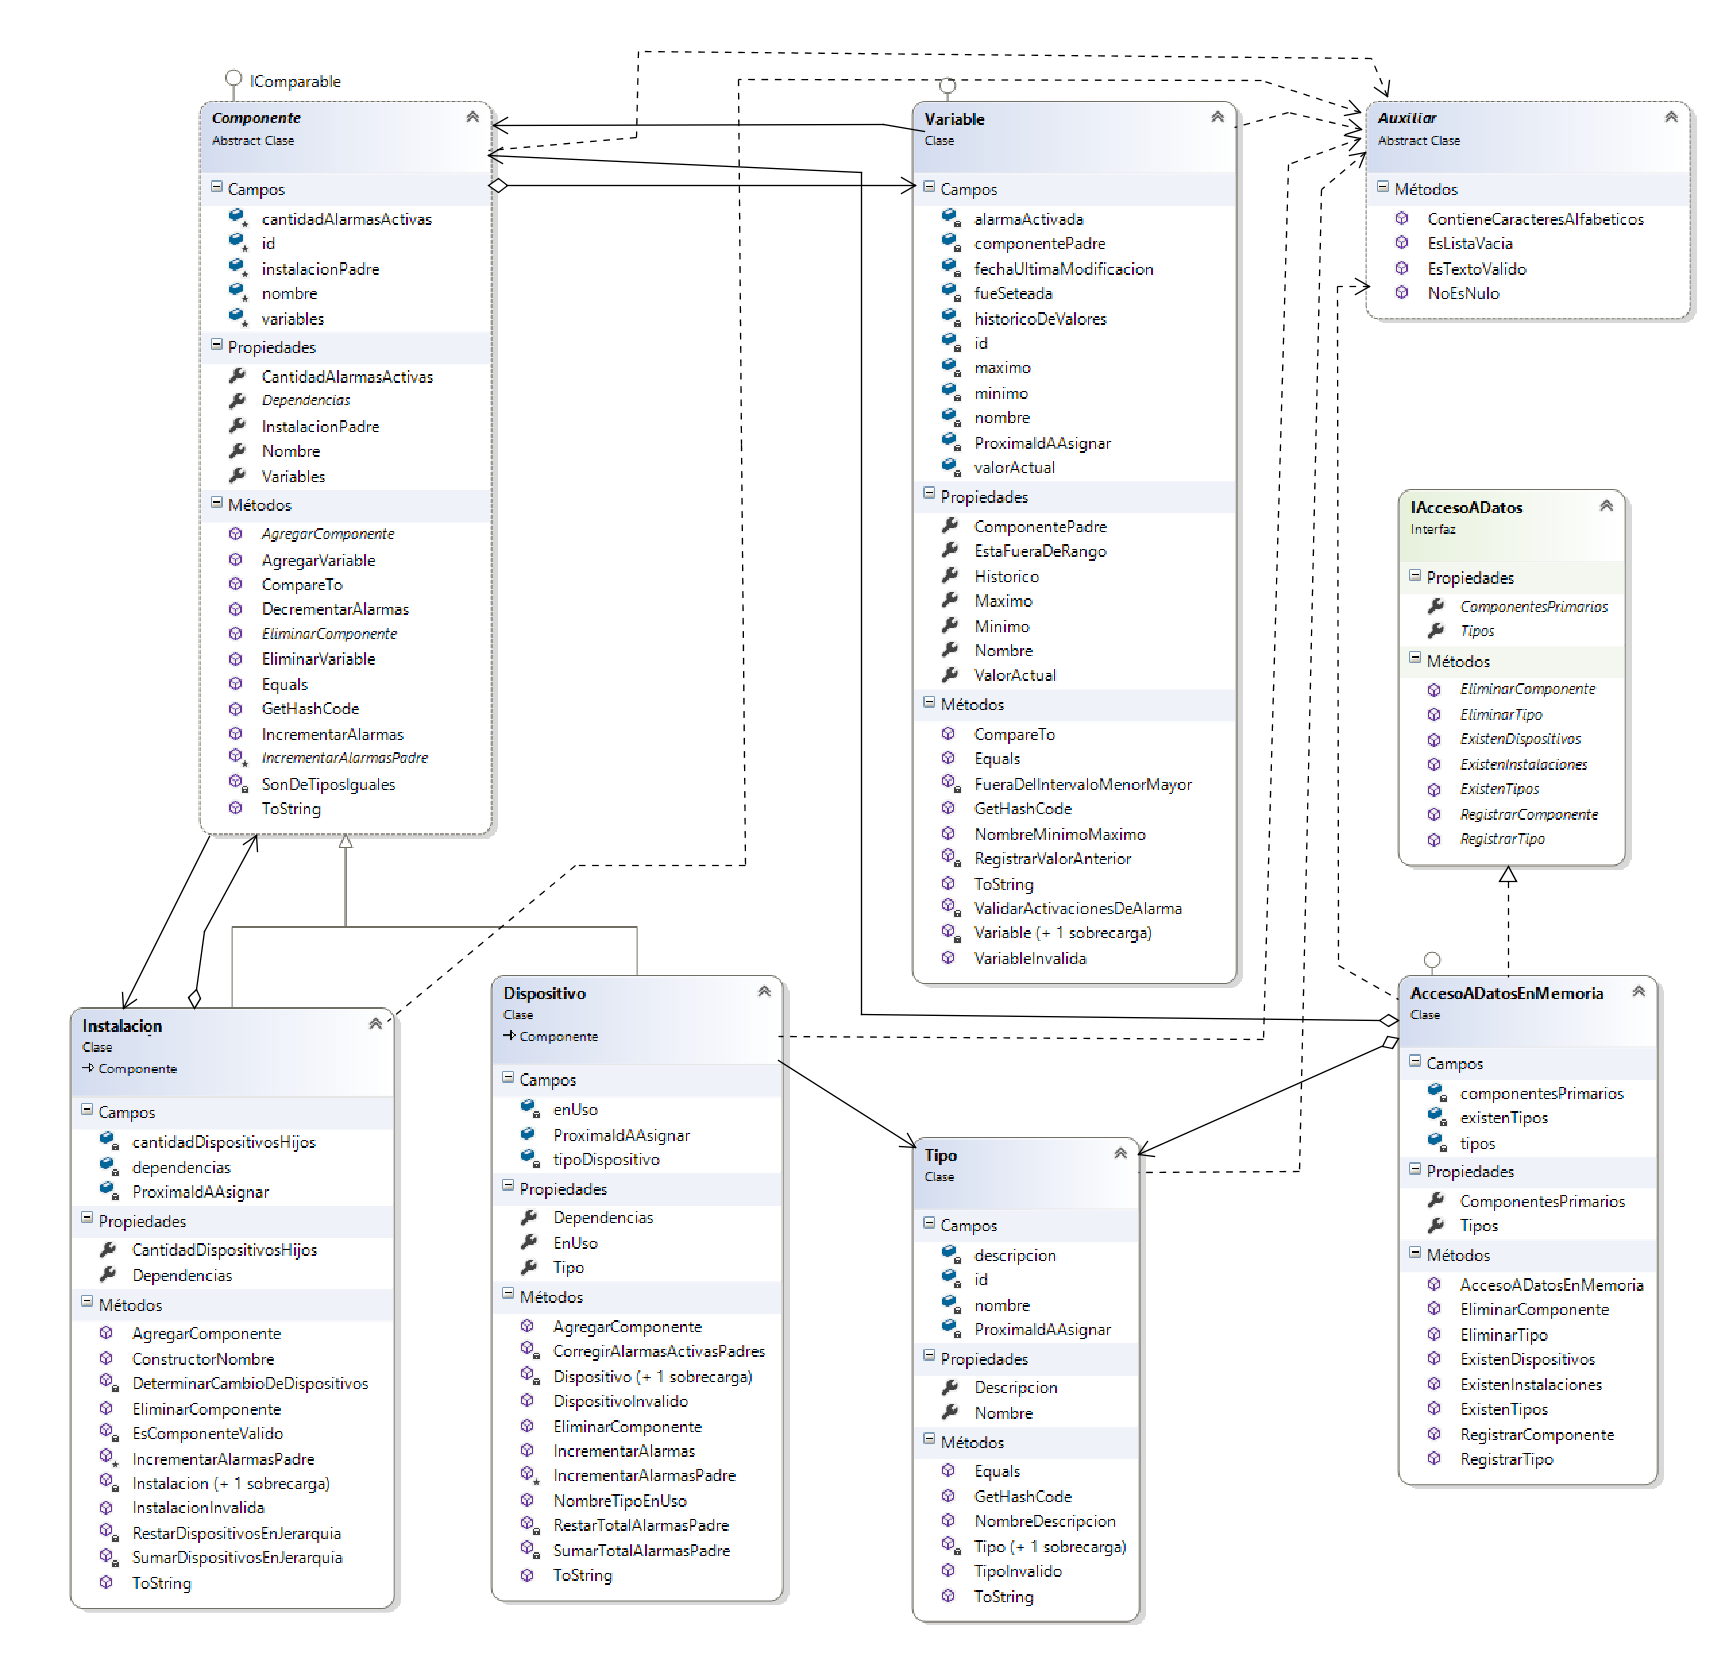 IComparable
Componente
Abstract Clase
Campos
cantidadAlarmasActivas
id
instalacionPadre
nombre
variables
Propiedades
CantidadAlarmasActivas
Dependencias
InstalacionPadre
Nombre
Variables
Métodos
AgregarComponente
AgregarVariable
CompareTo
DecrementarAlarmas
EliminarComponente
EliminarVariable
Equals
GetHashCode
IncrementarAlarmas
IncrementarAlarmasPadre
SonDeTiposIguales
ToString
Variable
Clase
Campos
alarmaActivada
componentePadre
fechaUltimaModificacion
fueSeteada
historicoDeValores
id
maximo
minimo
nombre
ProximaIdAAsignar
valorActual
Propiedades
ComponentePadre
EstaFueraDeRango
Historico
Maximo
Minimo
Nombre
ValorActual
Métodos
CompareTo
Equals
FueraDelIntervaloMenorMayor
GetHashCode
NombreMinimoMaximo
RegistrarValorAnterior
ToString
ValidarActivacionesDeAlarma
Variable (+ 1 sobrecarga)
VariableInvalida
Auxiliar
Abstract Clase
Métodos
ContieneCaracteresAlfabeticos
EsListaVacia
EsTextoValido
NoEsNulo
IAccesoADatos
Interfaz
Propiedades
ComponentesPrimarios
Tipos
Métodos
EliminarComponente
EliminarTipo
ExistenDispositivos
ExistenInstalaciones
ExistenTipos
RegistrarComponente
RegistrarTipo
Instalacion
Clase
Componente
Campos
cantidadDispositivosHijos
dependencias
ProximaIdAAsignar
Propiedades
CantidadDispositivosHijos
Dependencias
Métodos
AgregarComponente
ConstructorNombre
DeterminarCambioDeDispositivos
EliminarComponente
EsComponenteValido
IncrementarAlarmasPadre
Instalacion (+ 1 sobrecarga)
InstalacionInvalida
RestarDispositivosEnJerarquia
SumarDispositivosEnJerarquia
ToString
Dispositivo
Clase
Componente
Campos
enUso
ProximaIdAAsignar
tipoDispositivo
Propiedades
Dependencias
EnUso
Tipo
Métodos
AgregarComponente
CorregirAlarmasActivasPadres
Dispositivo (+ 1 sobrecarga)
DispositivoInvalido
EliminarComponente
IncrementarAlarmas
IncrementarAlarmasPadre
NombreTipoEnUso
RestarTotalAlarmasPadre
SumarTotalAlarmasPadre
ToString
Tipo
Clase
Campos
descripcion
id
nombre
ProximaIdAAsignar
Propiedades
Descripcion
Nombre
Métodos
Equals
GetHashCode
NombreDescripcion
Tipo (+ 1 sobrecarga)
TipoInvalido
ToString
AccesoADatosEnMemoria
Clase
Campos
componentesPrimarios
existenTipos
tipos
Propiedades
ComponentesPrimarios
Tipos
Métodos
AccesoADatosEnMemoria
EliminarComponente
EliminarTipo
ExistenDispositivos
ExistenInstalaciones
ExistenTipos
RegistrarComponente
RegistrarTipo